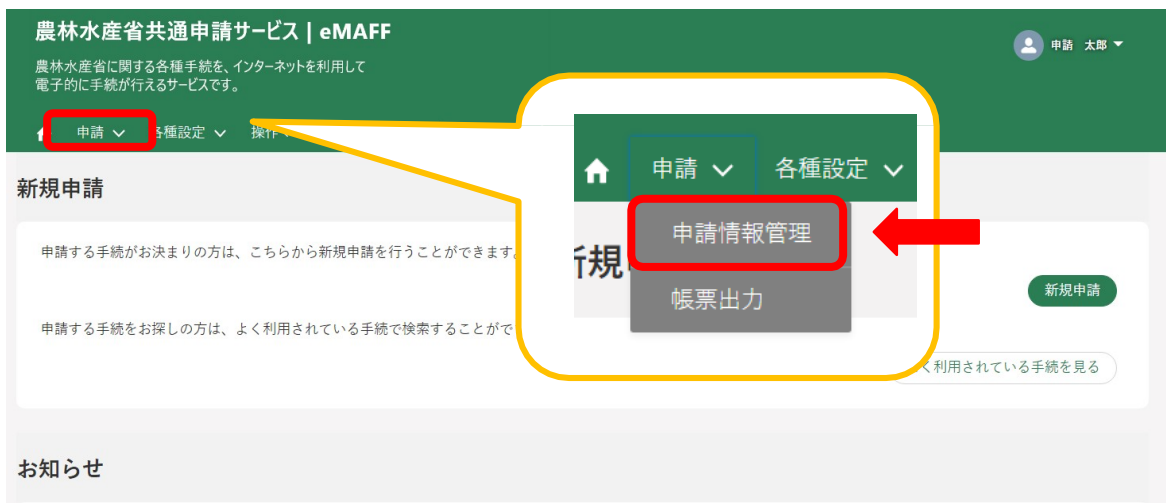 農林水産省共通申請サービス | eMAFF
農林水産省に関する各種手続を、インターネットを利用して
電子的に手続が行えるサービスです。
申請 太郎
申請 各種設定 操作
新規申請
申請する手続がお決まりの方は、こちらから新規申請を行うことができます。
新規申請
申請する手続をお探しの方は、よく利用されている手続で検索することがで
く利用されている手続を見る
お知らせ
申請 各種設定
申請情報管理
規
帳票出力